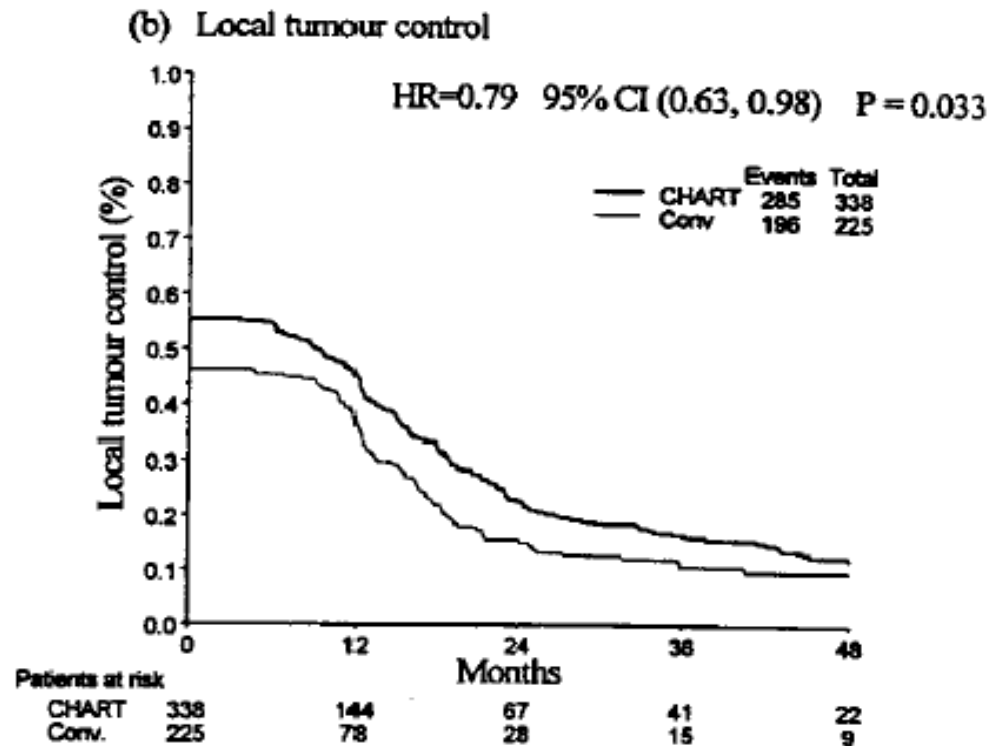 (b) Local tumour control
HR=0.79 95% CI (0.63, 0.98) P = 0.033
Events Total
CHART 285 338
Conv 196 225
Local tumour control (%)
1.0
0.9
0.8
0.7
0.6
0.5
0.4
0.3
0.2
0.1
0.0
0 12 24 36 48
Months
Patients at risk
CHART 338 144 67 41 22
Conv. 225 78 28 15 9